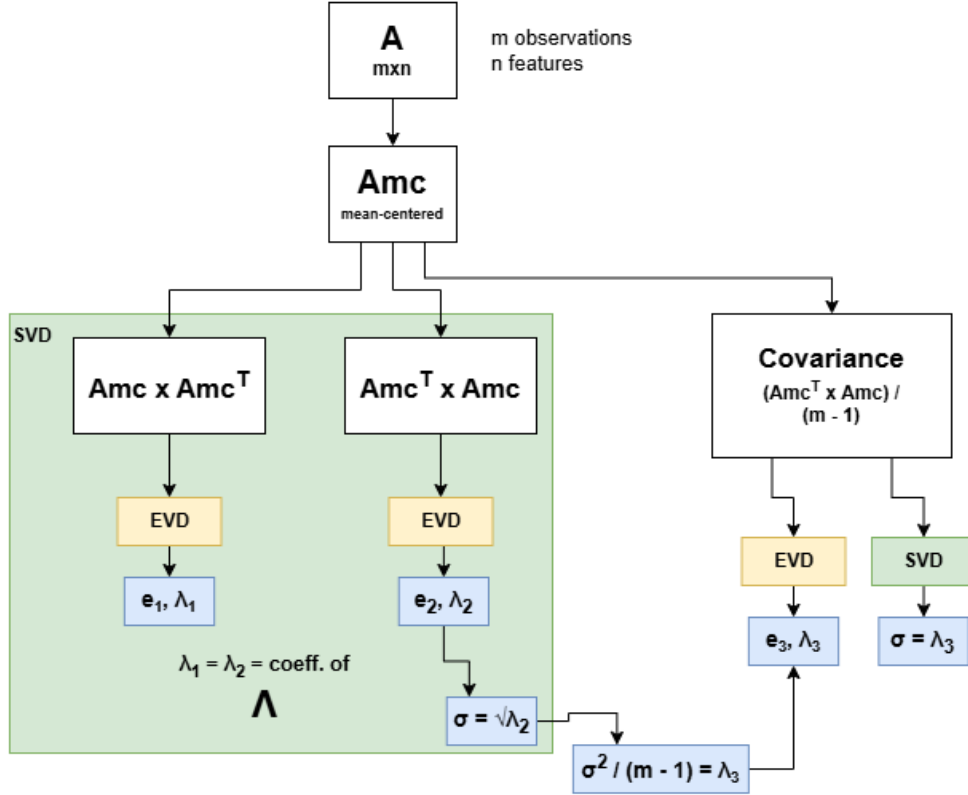 A
mxn
m observations
n features
Amc
mean-centered
SVD
Amc x Amcᵀ
Amcᵀ x Amc
Covariance
(Amcᵀ x Amc) /
(m - 1)
EVD
EVD
EVD
SVD
e₁, λ₁
e₂, λ₂
e₃, λ₃
σ = λ₃
λ₁ = λ₂ = coeff. of
Λ
σ = √λ₂
σ² / (m - 1) = λ₃